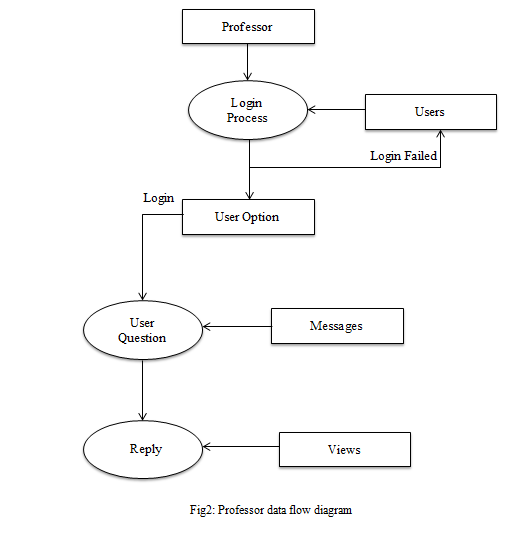 Professor
Login
Process
Users
Login Failed
Login
User Option
User
Question
Messages
Reply
Views
Fig2: Professor data flow diagram